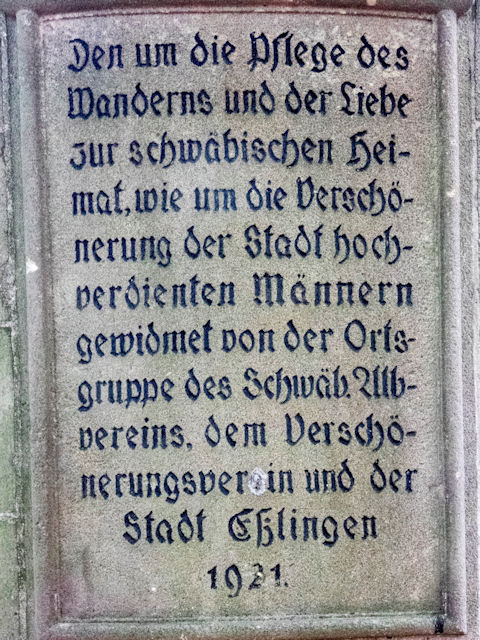 Den um die Pflege des
Wanderns und der Liebe
zur schwäbischen Hei-
mat, wie um die Verschö-
nerung der Stadt hoch-
verdienten Männern
gewidmet von der Orts-
gruppe des Schwäb. Alb-
vereins, dem Verschö-
nerungsverein und der
Stadt Eßlingen
1921.